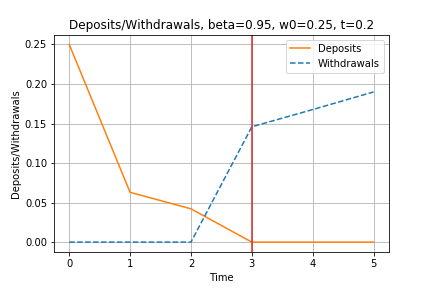 Deposits/Withdrawals, beta=0.95, w0=0.25, t=0.2
Deposits
Withdrawals
Deposits/Withdrawals
0.25
0.20
0.15
0.10
0.05
0.00
0 1 2 3 4 5
Time